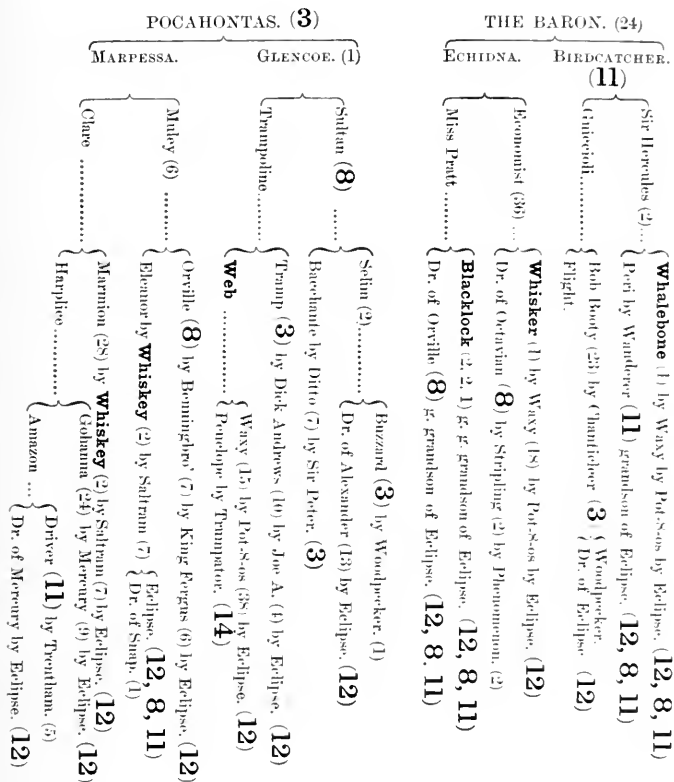 POCAHONTAS. (3)
THE BARON. (24)
MARPESSA.
GLENCOE. (1)
ECHIDNA.
BIRDCATCHER. (11)
Sir Hercules (2)...
Guiccioli..........
Economist (36) ...
Miss Pratt ........
Sultan (8) .....
Trampoline......
Muley (6) ..........
Clare ..............
Whalebone (1) by Waxy by Pot-8-os by Eclipse. (12, 8, 11)
Peri by Wanderer (11) grandson of Eclipse. (12, 8, 11)
Bob Booty (23) by Chanticleer (3)
Woodpecker.
Dr. of Eclipse (12)
Flight.
Whisker (1) by Waxy (18) by Pot-8-os by Eclipse. (12)
Dr. of Octavian (8) by Stripling (2) by Phenomenon. (2)
Blacklock (2, 2, 1) g. g. grandson of Eclipse. (12, 8, 11)
Dr. of Orville (8) g. grandson of Eclipse. (12, 8. 11)
Selim (2)...........
Buzzard (3) by Woodpecker. (1)
Dr. of Alexander (13) by Eclipse. (12)
Bacchante by Ditto (7) by Sir Peter. (3)
Tramp (3) by Dick Andrews (10) by Joe A. (4) by Eclipse. (12)
Web ..............
Waxy (15) by Pot-8-os (38) by Eclipse. (12)
Penelope by Trumpator. (14)
Orville (8) by Benningbro' (7) by King Fergus (6) by Eclipse. (12)
Eleanor by Whiskey (2) by Saltram (7)
Eclipse. (12, 8, 11)
Dr. of Snap. (1)
Marmion (28) by Whiskey (2) by Saltram (7) by Eclipse. (12)
Harplice ..........
Gohanna (24) by Mercury (9) by Eclipse. (12)
Amazon ...
Driver (11) by Trentham. (5)
Dr. of Mercury by Eclipse. (12)